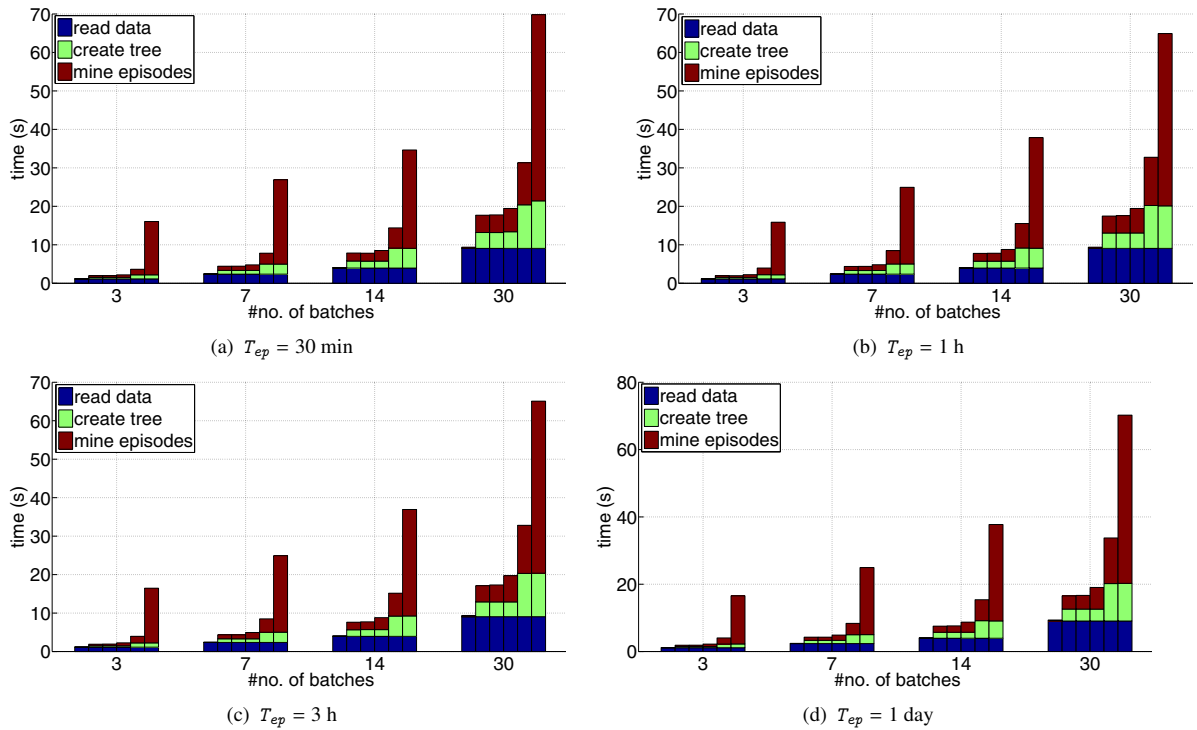 70
60
50
40
30
20
10
0
time (s)
read data
create tree
mine episodes
3 7 14 30
#no. of batches
(a) T_ep = 30 min
70
60
50
40
30
20
10
0
time (s)
read data
create tree
mine episodes
3 7 14 30
#no. of batches
(b) T_ep = 1 h
70
60
50
40
30
20
10
0
time (s)
read data
create tree
mine episodes
3 7 14 30
#no. of batches
(c) T_ep = 3 h
80
60
40
20
0
time (s)
read data
create tree
mine episodes
3 7 14 30
#no. of batches
(d) T_ep = 1 day